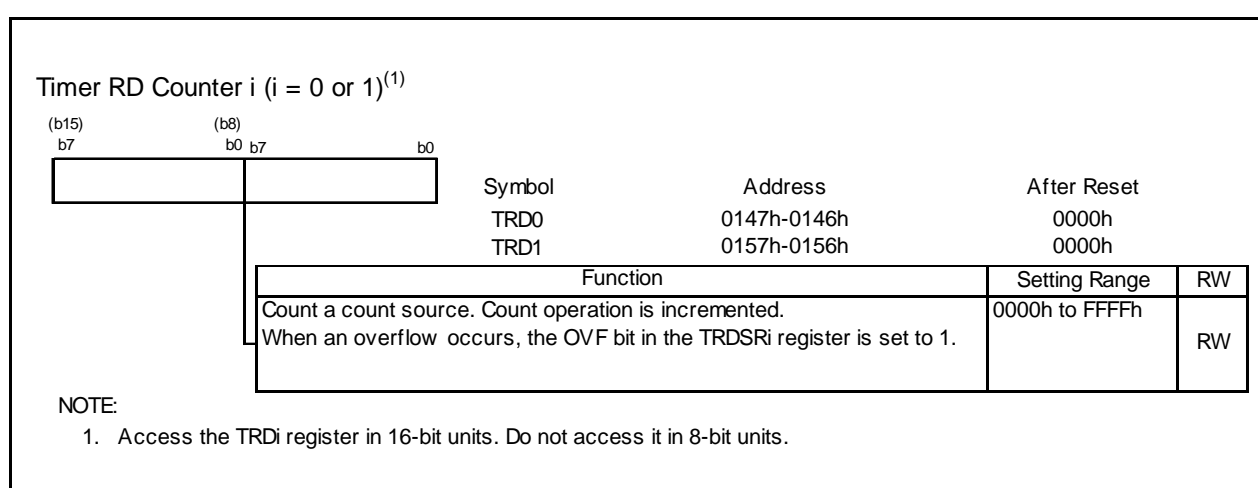 Timer RD Counter i (i = 0 or 1)(1)
(b15) (b8)
b7 b0 b7 b0
Symbol Address After Reset
TRD0 0147h-0146h 0000h
TRD1 0157h-0156h 0000h
Function Setting Range RW
Count a count source. Count operation is incremented. 0000h to FFFFh
When an overflow occurs, the OVF bit in the TRDSRi register is set to 1. RW
NOTE:
1. Access the TRDi register in 16-bit units. Do not access it in 8-bit units.